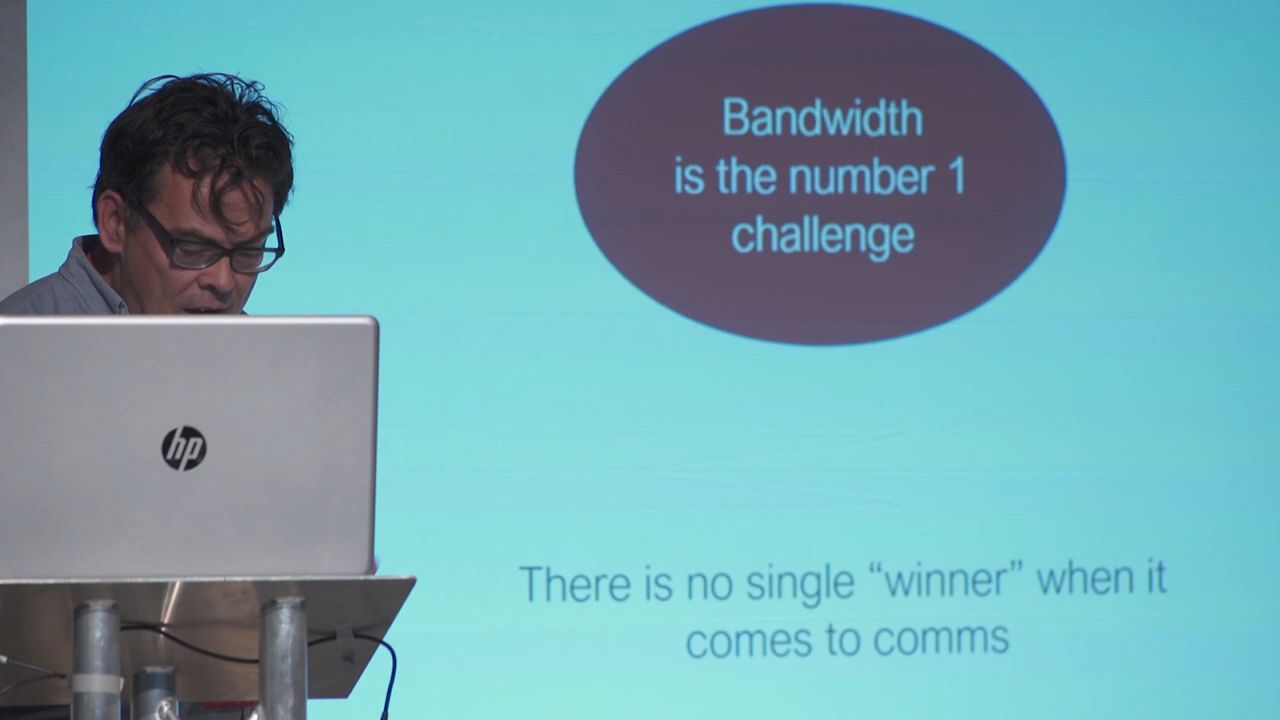 Bandwidth
is the number 1
challenge
hp
There is no single “winner” when it
comes to comms